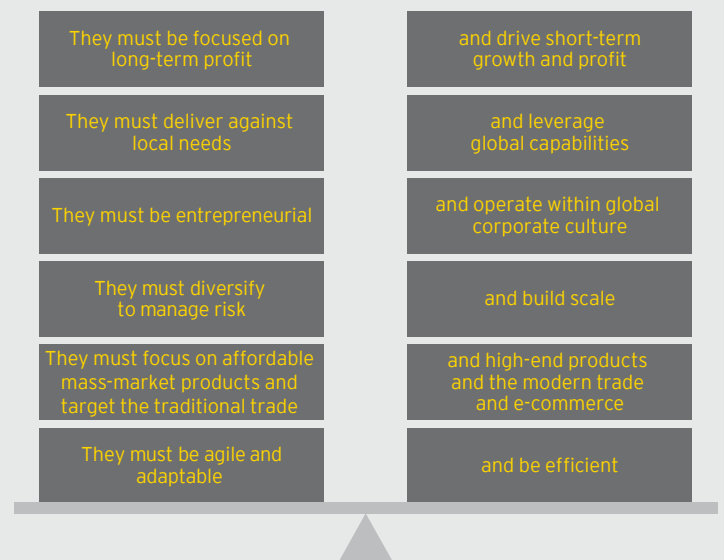 They must be focused on
long-term profit
and drive short-term
growth and profit
They must deliver against
local needs
and leverage
global capabilities
They must be entrepreneurial
and operate within global
corporate culture
They must diversify
to manage risk
and build scale
They must focus on affordable
mass-market products and
target the traditional trade
and high-end products
and the modern trade
and e-commerce
They must be agile and
adaptable
and be efficient